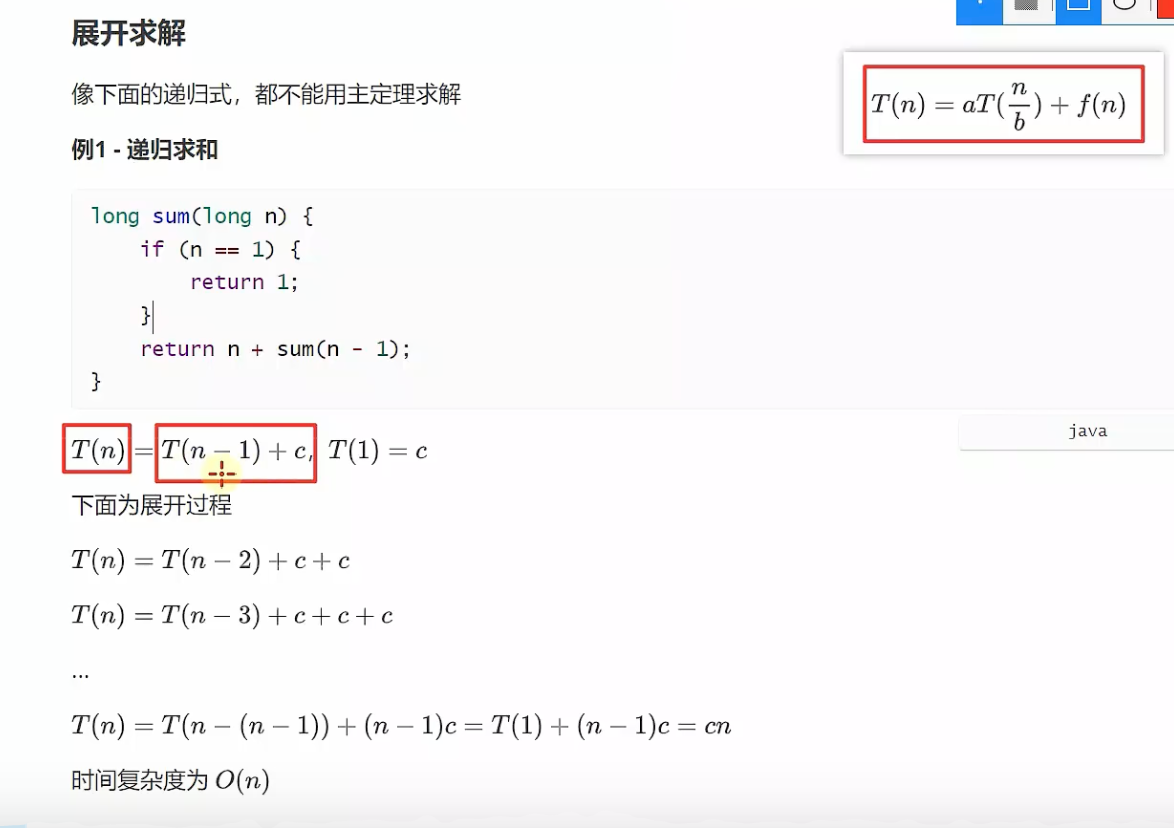 展开求解
像下面的递归式，都不能用主定理求解
T(n) = aT(n/b) + f(n)
例1 - 递归求和
long sum(long n) {
    if (n == 1) {
        return 1;
    }
    return n + sum(n - 1);
}
java
T(n) = T(n − 1) + c, T(1) = c
下面为展开过程
T(n) = T(n − 2) + c + c
T(n) = T(n − 3) + c + c + c
...
T(n) = T(n − (n − 1)) + (n − 1)c = T(1) + (n − 1)c = cn
时间复杂度为 O(n)